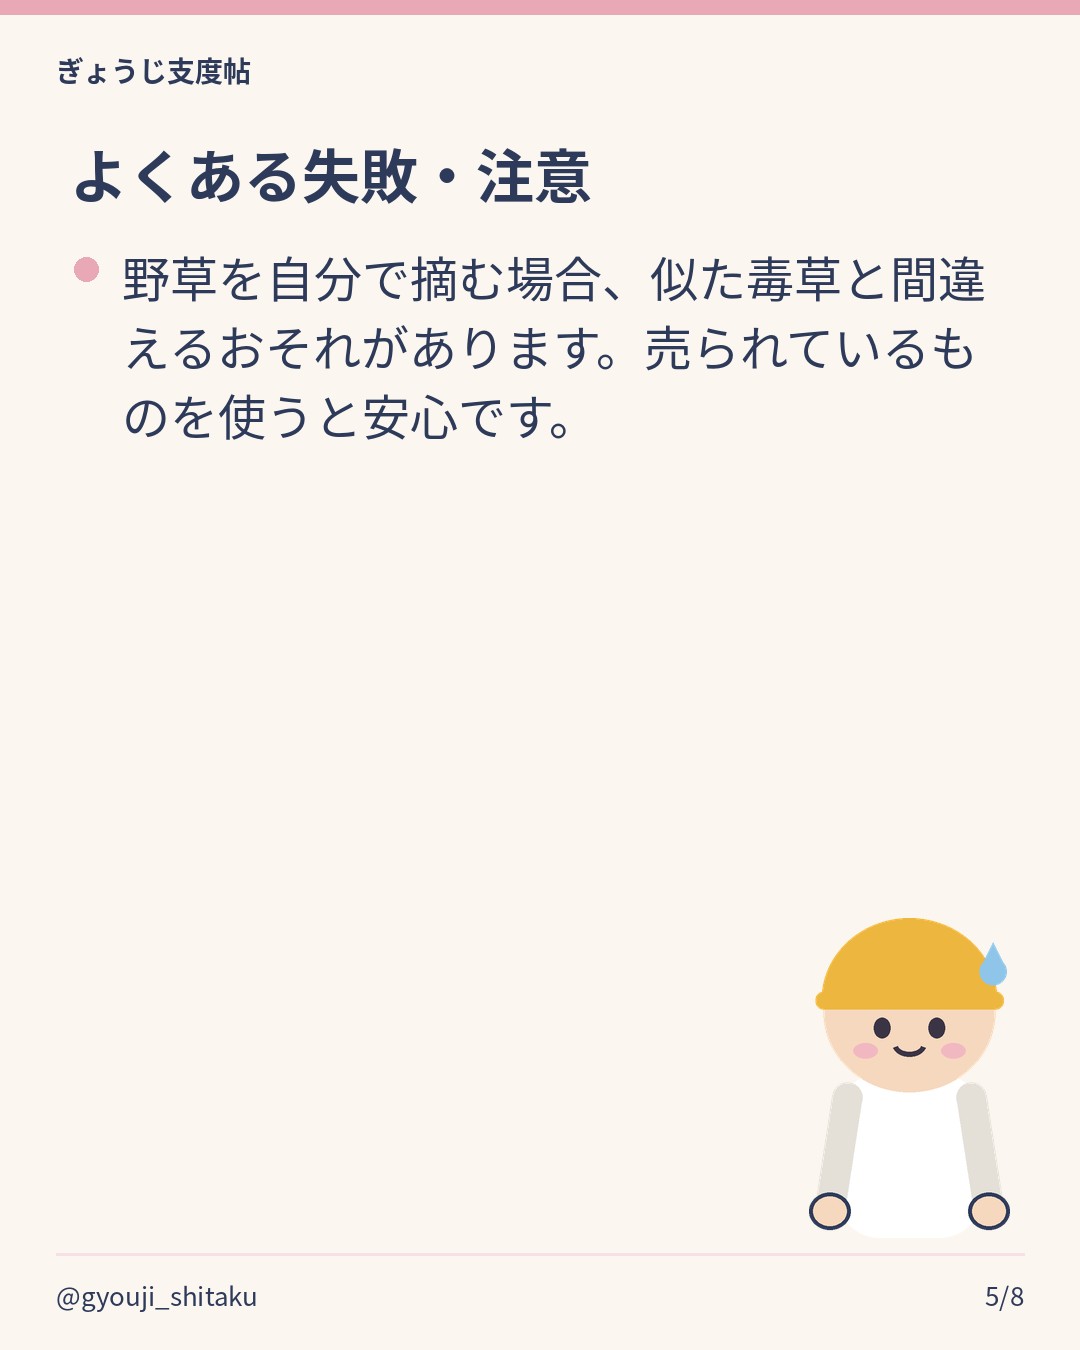 ぎょうじ支度帖
よくある失敗・注意
野草を自分で摘む場合、似た毒草と間違
えるおそれがあります。売られているも
のを使うと安心です。
@gyouji_shitaku
5/8